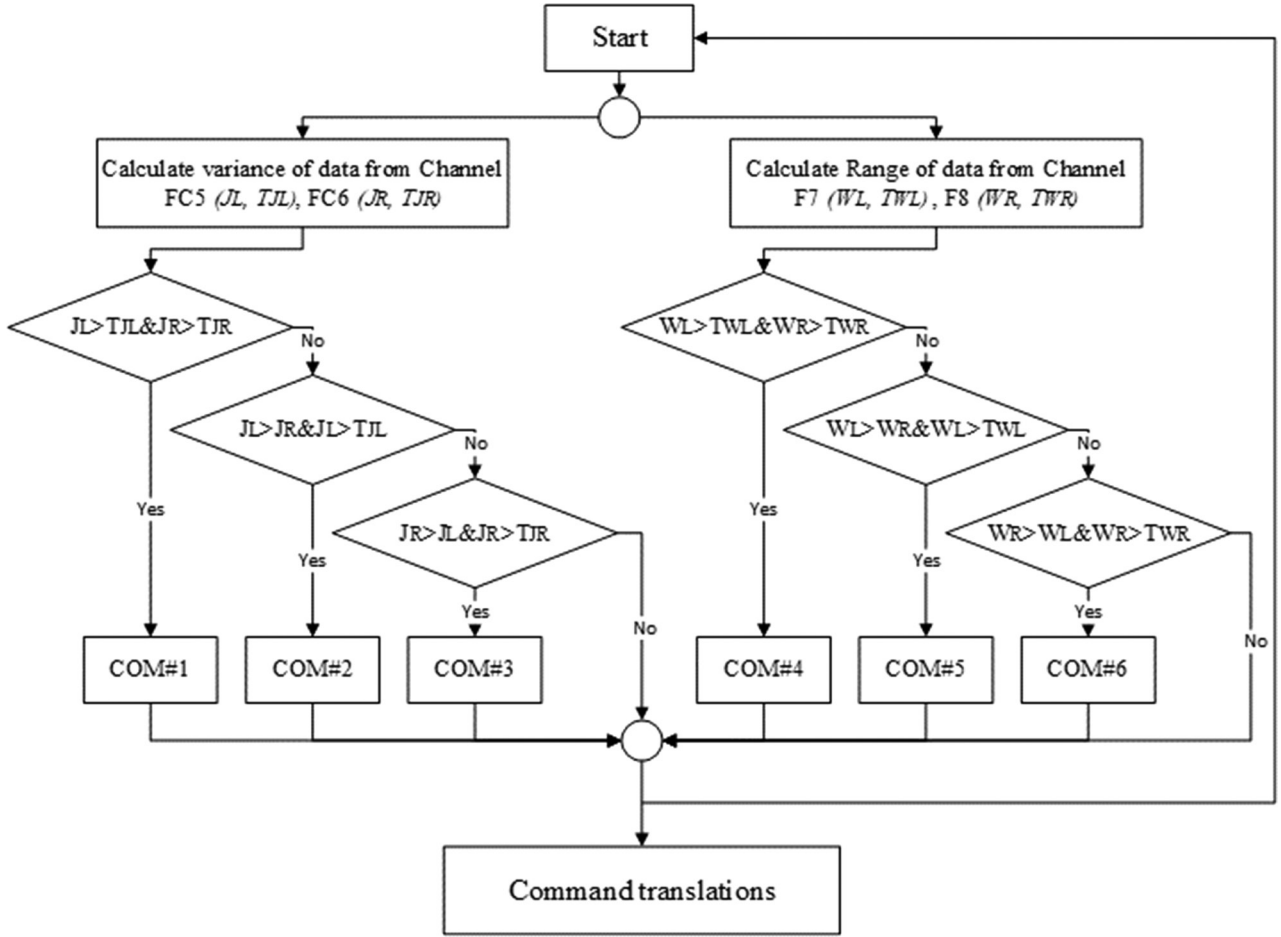 Start
Calculate variance of data from Channel
FC5 (JL, TJL), FC6 (JR, TJR)
Calculate Range of data from Channel
F7 (WL, TWL) , F8 (WR, TWR)
JL>TJL&JR>TJR
No
WL>TWL&WR>TWR
No
JL>JR&JL>TJL
No
WL>WR&WL>TWL
No
Yes
JR>JL&JR>TJR
Yes
WR>WL&WR>TWR
Yes
Yes
Yes
Yes
No
No
COM#1
COM#2
COM#3
COM#4
COM#5
COM#6
Command translations